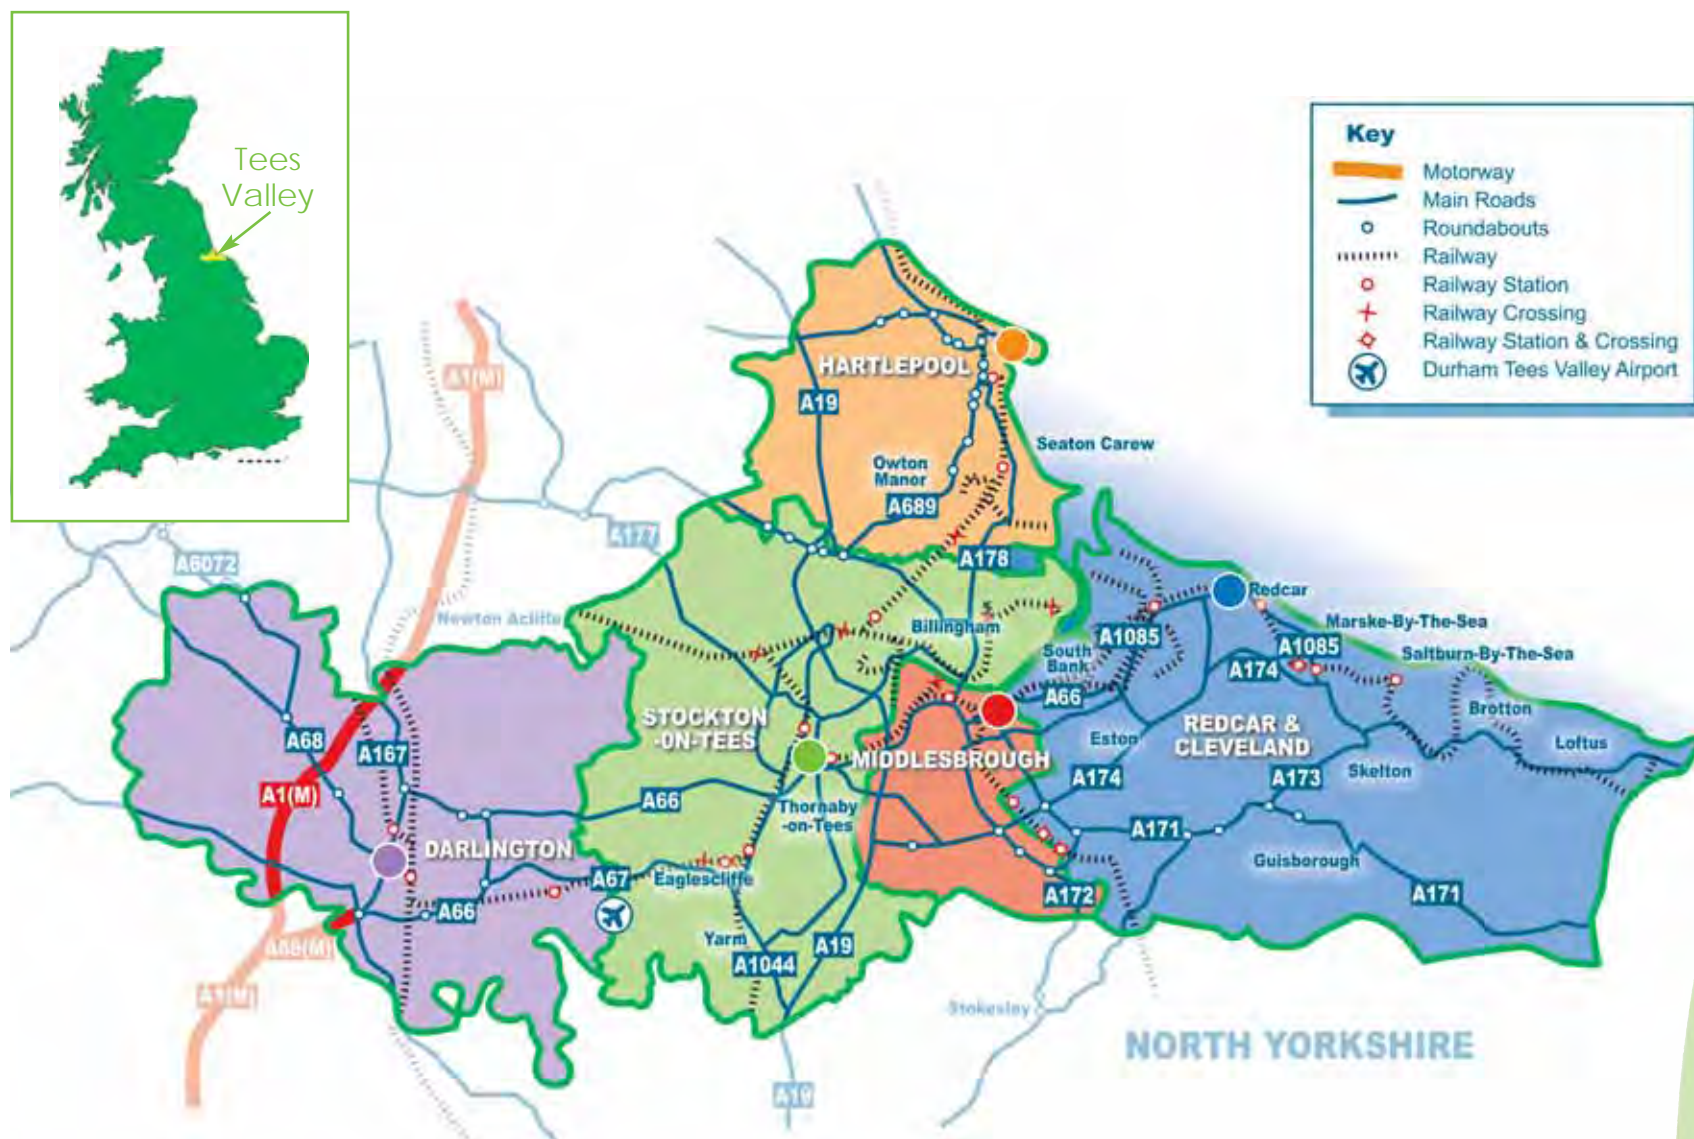 Tees
Valley
Key
Motorway
Main Roads
Roundabouts
Railway
Railway Station
Railway Crossing
Railway Station & Crossing
Durham Tees Valley Airport
A1(M)
HARTLEPOOL
A19
Seaton Carew
Owton
Manor
A689
A177
A178
A6072
Newton Acliffe
Billingham
Redcar
Marske-By-The-Sea
A1085
A1085
South
Bank
Saltburn-By-The-Sea
A174
A66
STOCKTON
-ON-TEES
REDCAR &
CLEVELAND
Brotton
Eston
Loftus
A68
A167
MIDDLESBROUGH
A174
A173
Skelton
A1(M)
A66
Thornaby
-on-Tees
A171
DARLINGTON
Guisborough
A67
Eaglescliffe
A172
A171
A66
Yarm
A19
A66(M)
A1044
A1(M)
Stokesley
NORTH YORKSHIRE
A19